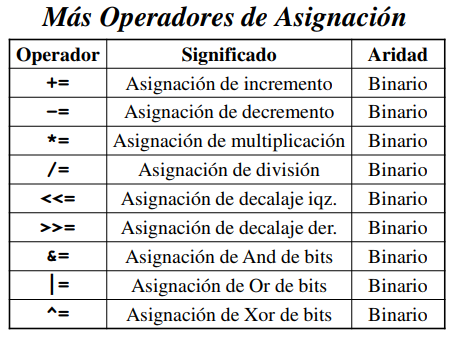 Más Operadores de Asignación
Operador Significado Aridad
+= Asignación de incremento Binario
-= Asignación de decremento Binario
*= Asignación de multiplicación Binario
/= Asignación de división Binario
<<= Asignación de decalaje iqz. Binario
>>= Asignación de decalaje der. Binario
&= Asignación de And de bits Binario
|= Asignación de Or de bits Binario
^= Asignación de Xor de bits Binario